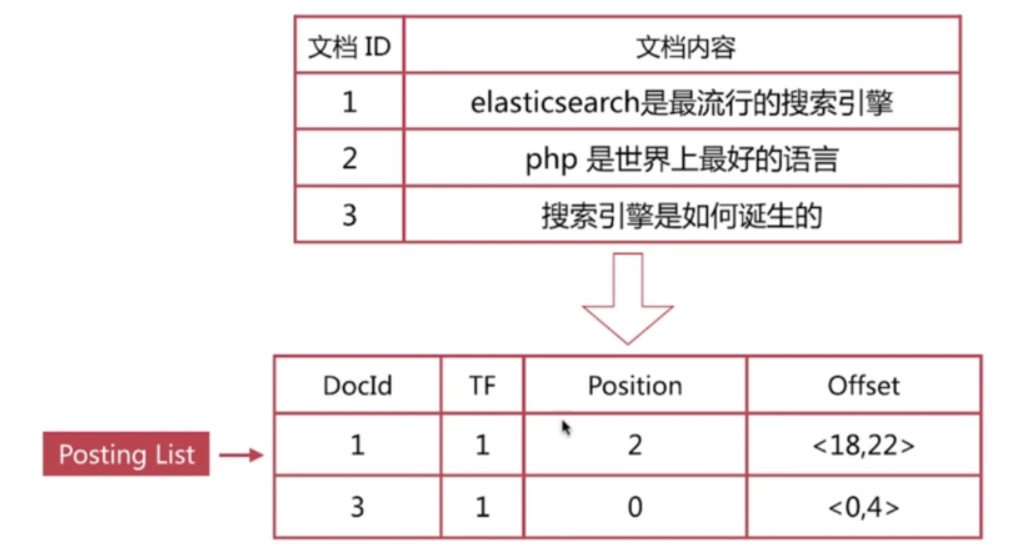 文档 ID 文档内容
1 elasticsearch是最流行的搜索引擎
2 php 是世界上最好的语言
3 搜索引擎是如何诞生的
DocId TF Position Offset
Posting List 1 1 2 <18,22>
3 1 0 <0,4>